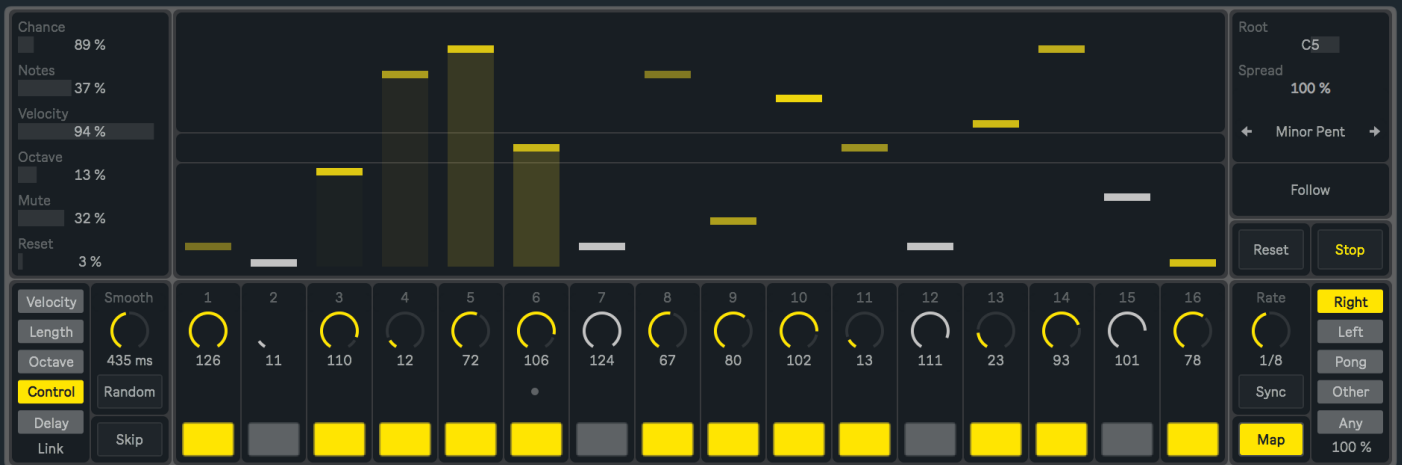 Chance
89 %
Notes
37 %
Velocity
94 %
Octave
13 %
Mute
32 %
Reset
3 %
Root
C5
Spread
100 %
Minor Pent
Follow
Reset Stop
Velocity
Length
Octave
Control
Delay
Link
Smooth
435 ms
Random
Skip
1 2 3 4 5 6 7 8 9 10 11 12 13 14 15 16
126 11 110 12 72 106 124 67 80 102 13 111 23 93 101 78
Rate
1/8
Sync
Map
Right
Left
Pong
Other
Any
100 %